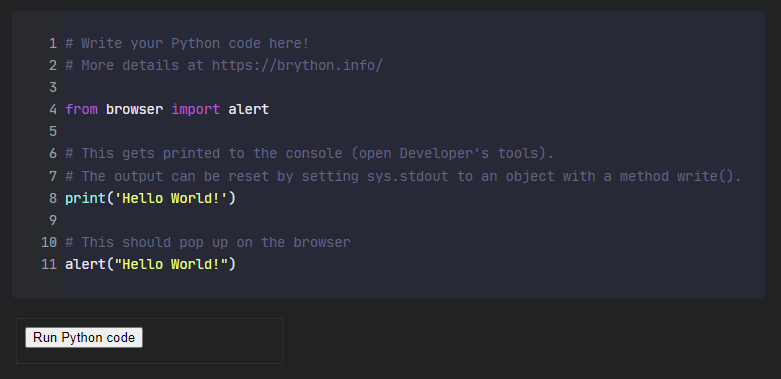 1 # Write your Python code here!
2 # More details at https://brython.info/
3
4 from browser import alert
5
6 # This gets printed to the console (open Developer's tools).
7 # The output can be reset by setting sys.stdout to an object with a method write().
8 print('Hello World!')
9
10 # This should pop up on the browser
11 alert("Hello World!")
Run Python code